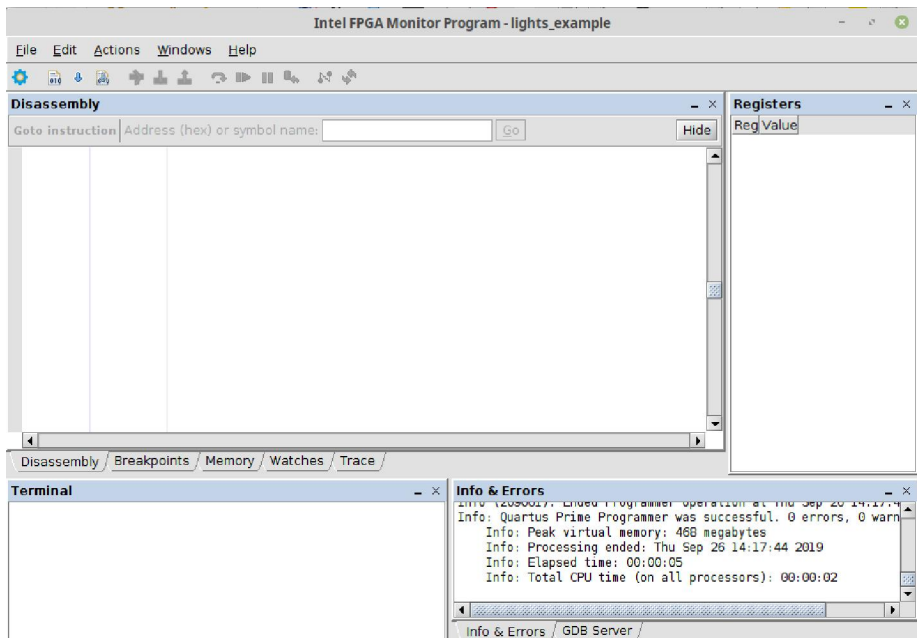 Intel FPGA Monitor Program - lights_example
File Edit Actions Windows Help
Disassembly
Goto instruction Address (hex) or symbol name: Go Hide
Registers
Reg Value
Disassembly Breakpoints Memory Watches Trace
Terminal
Info & Errors
Info: Quartus Prime Programmer was successful. 0 errors, 0 warn
Info: Peak virtual memory: 468 megabytes
Info: Processing ended: Thu Sep 26 14:17:44 2019
Info: Elapsed time: 00:00:05
Info: Total CPU time (on all processors): 00:00:02
Info & Errors GDB Server